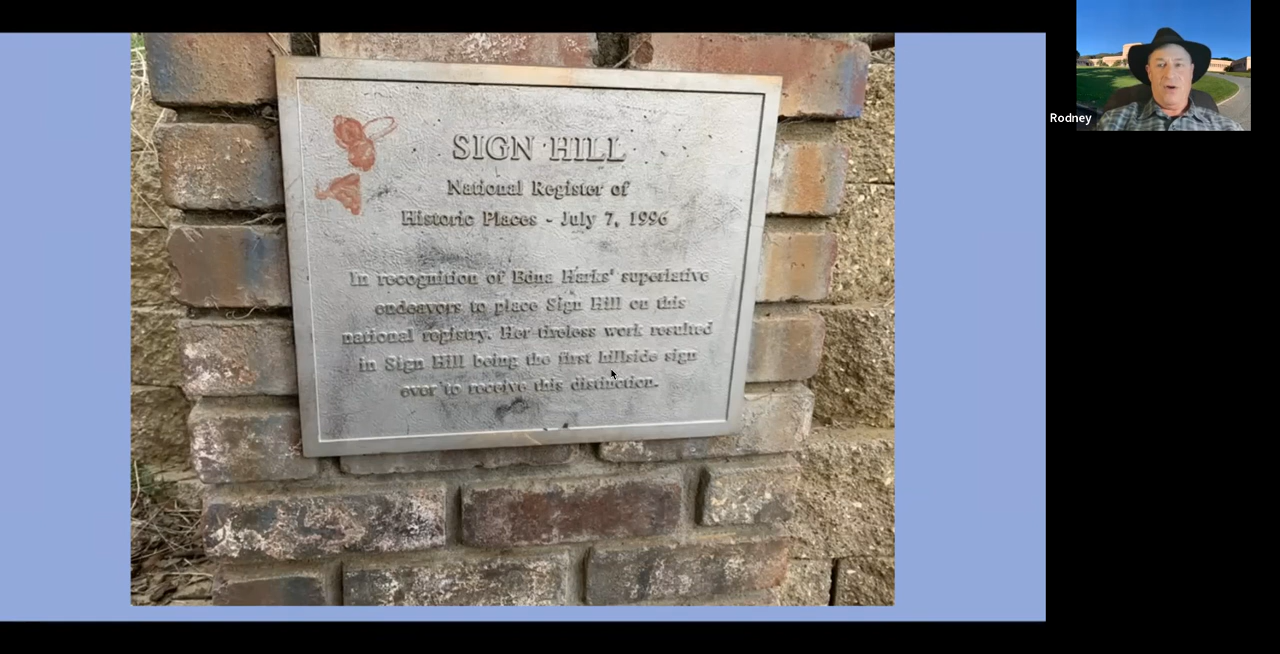 SIGN HILL
National Register of
Historic Places - July 7, 1996
In recognition of Edna Harks' superlative
endeavors to place Sign Hill on this
national registry. Her tireless work resulted
in Sign Hill being the first hillside sign
ever to receive this distinction.
Rodney